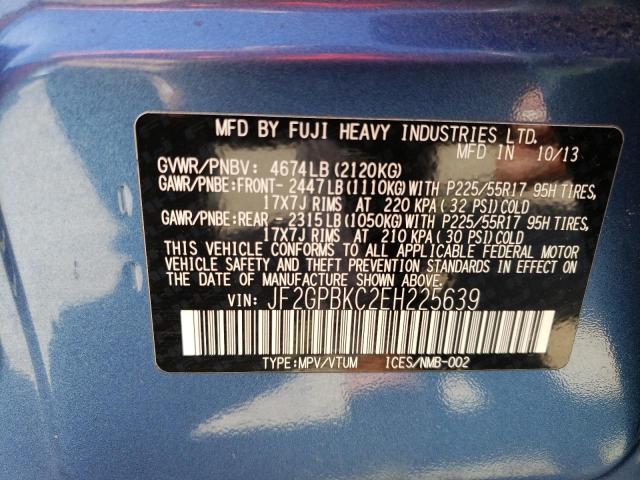 MFD BY FUJI HEAVY INDUSTRIES LTD.
MFD IN 10/13
GVWR/PNBV: 4674LB (2120KG)
GAWR/PNBE:FRONT- 2447LB (1110KG) WITH P225/55R17 95H TIRES,
17X7J RIMS AT 220 KPA (32 PSI) COLD
GAWR/PNBE:REAR - 2315LB (1050KG) WITH P225/55R17 95H TIRES,
17X7J RIMS AT 210 KPA (30 PSI) COLD
THIS VEHICLE CONFORMS TO ALL APPLICABLE FEDERAL MOTOR
VEHICLE SAFETY AND THEFT PREVENTION STANDARDS IN EFFECT
ON THE DATE OF MANUFACTURE SHOWN ABOVE.
VIN: JF2GPBKC2EH225639
TYPE:MPV/VTUM ICES/NMB-002